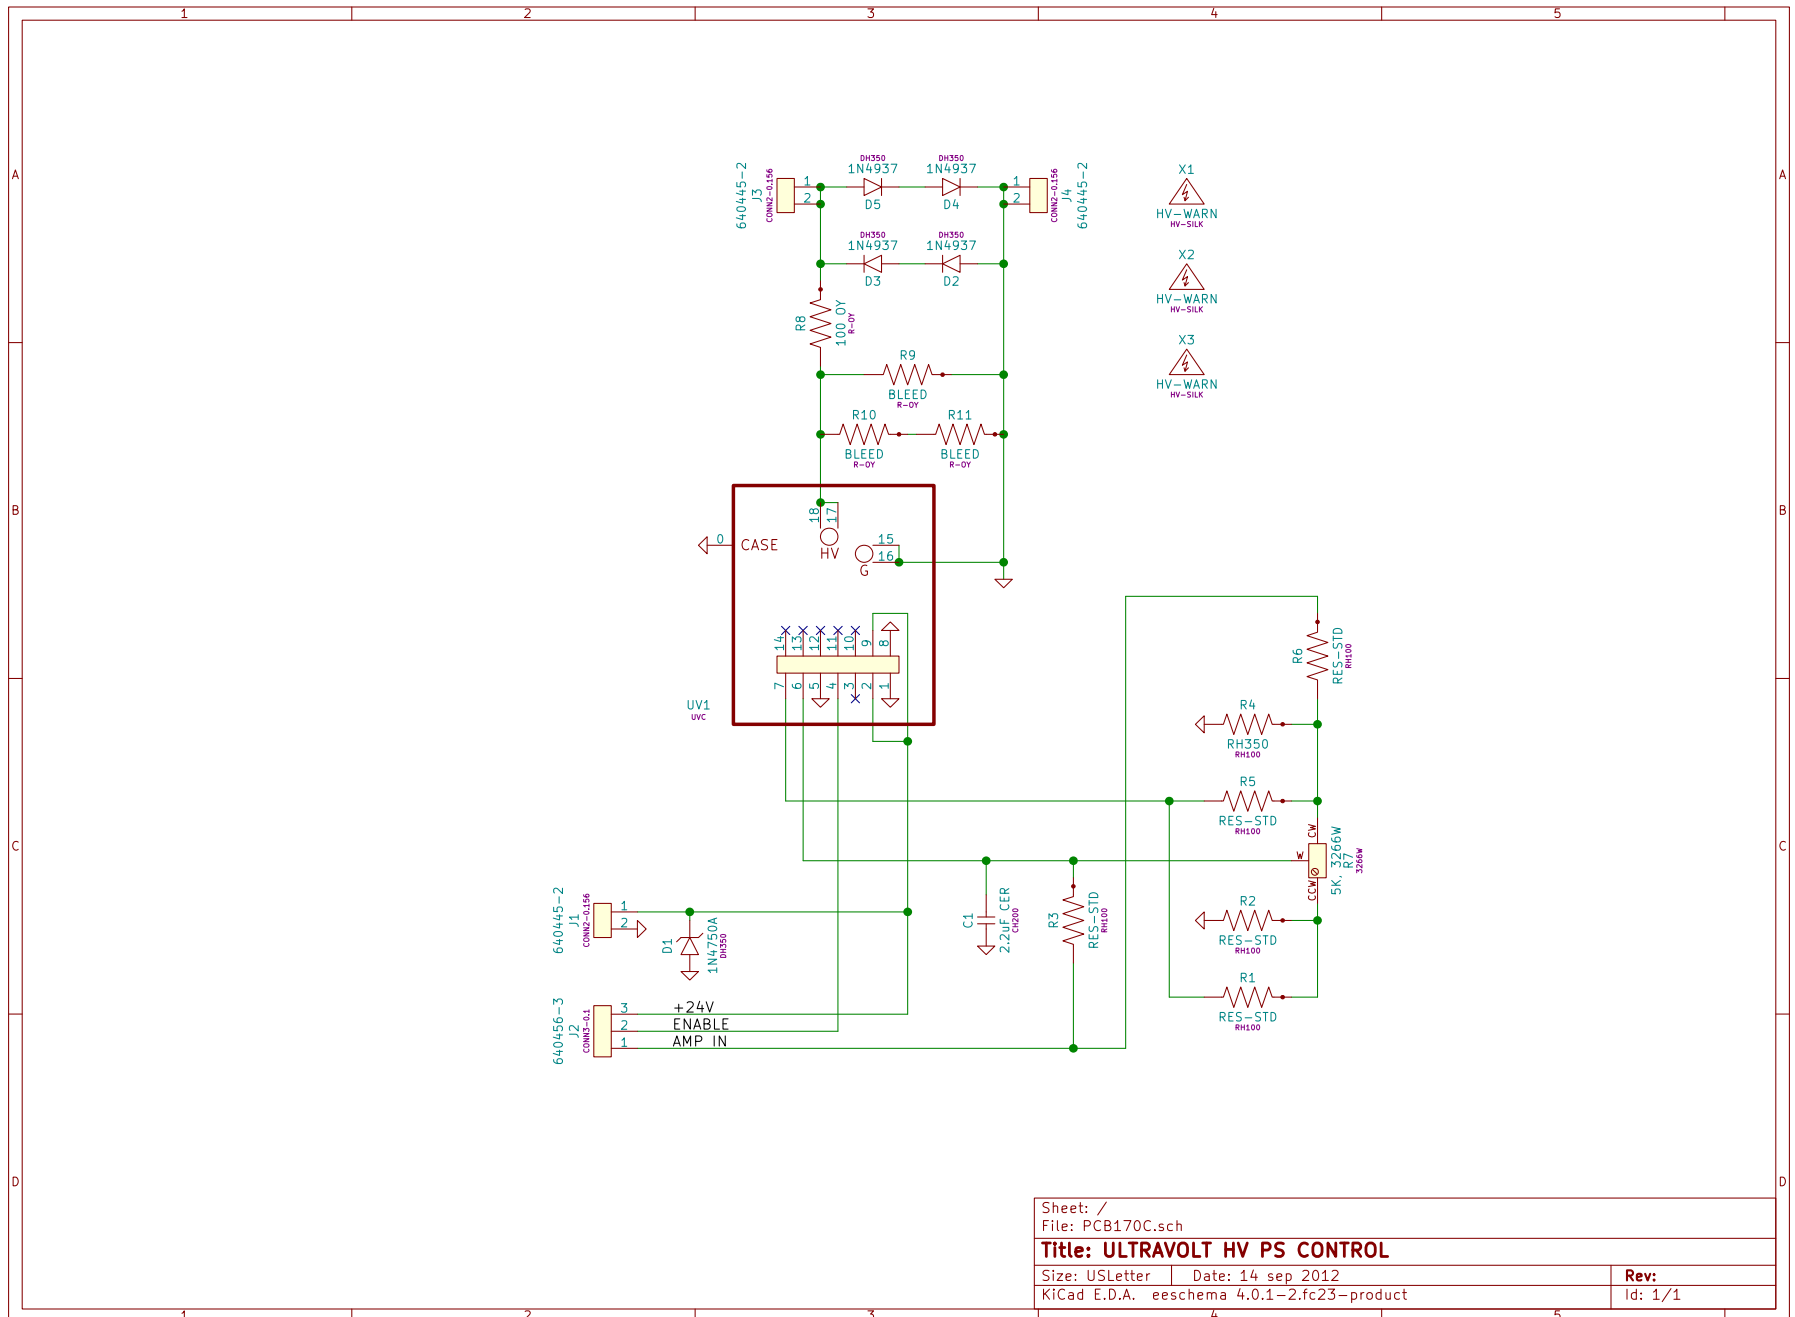 1 2 3 4 5
A
B
C
D
A
B
C
D
640445-2
J3
CONN2-0.156
1
2
DH350
1N4937
D5
DH350
1N4937
D4
1
2
CONN2-0.156
J4
640445-2
DH350
1N4937
D3
DH350
1N4937
D2
X1
HV-WARN
HV-SILK
X2
HV-WARN
HV-SILK
X3
HV-WARN
HV-SILK
R8
100 OY
R-OY
R9
BLEED
R-OY
R10
BLEED
R-OY
R11
BLEED
R-OY
18
17
HV
0
CASE
15
16
G
14
13
12
11
10
9
8
7
6
5
4
3
2
1
UV1
UVC
R6
RES-STD
RH100
R4
RH350
RH100
R5
RES-STD
RH100
CW
W
CCW
5K, 3266W
R7
3266W
R2
RES-STD
RH100
R1
RES-STD
RH100
C1
2.2uF CER
CH200
R3
RES-STD
RH100
640445-2
J1
CONN2-0.156
1
2
D1
1N4750A
DH350
640456-3
J2
CONN3-0.1
3
2
1
+24V
ENABLE
AMP IN
Sheet: /
File: PCB170C.sch
Title: ULTRAVOLT HV PS CONTROL
Size: USLetter Date: 14 sep 2012 Rev:
KiCad E.D.A. eeschema 4.0.1-2.fc23-product Id: 1/1
1 2 3 4 5